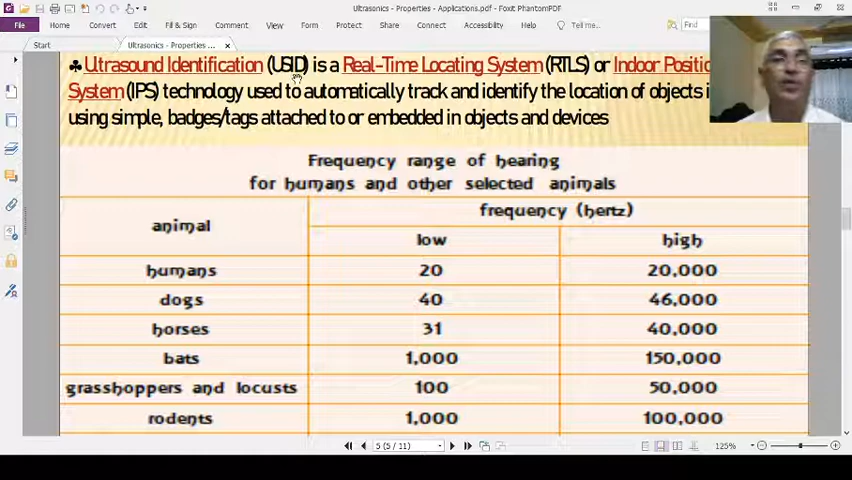 Ultrasonics - Properties - Applications.pdf - Foxit PhantomPDF
File Home Edit Fill & Sign Comment View Form Protect Share Connect Accessibility Help Tell me... Find
Start Ultrasonics - Properties ... ×
♣Ultrasound Identification (USID) is a Real-Time Locating System (RTLS) or Indoor
System (IPS) technology used to automatically track and identify the location of objects
using simple, badges/tags attached to or embedded in objects and devices
Frequency range of hearing
for humans and other selected animals
animal frequency (hertz)
low high
humans 20 20,000
dogs 40 46,000
horses 31 40,000
bats 1,000 150,000
grasshoppers and locusts 100 50,000
rodents 1,000 100,000
5 (5 / 11) 125%